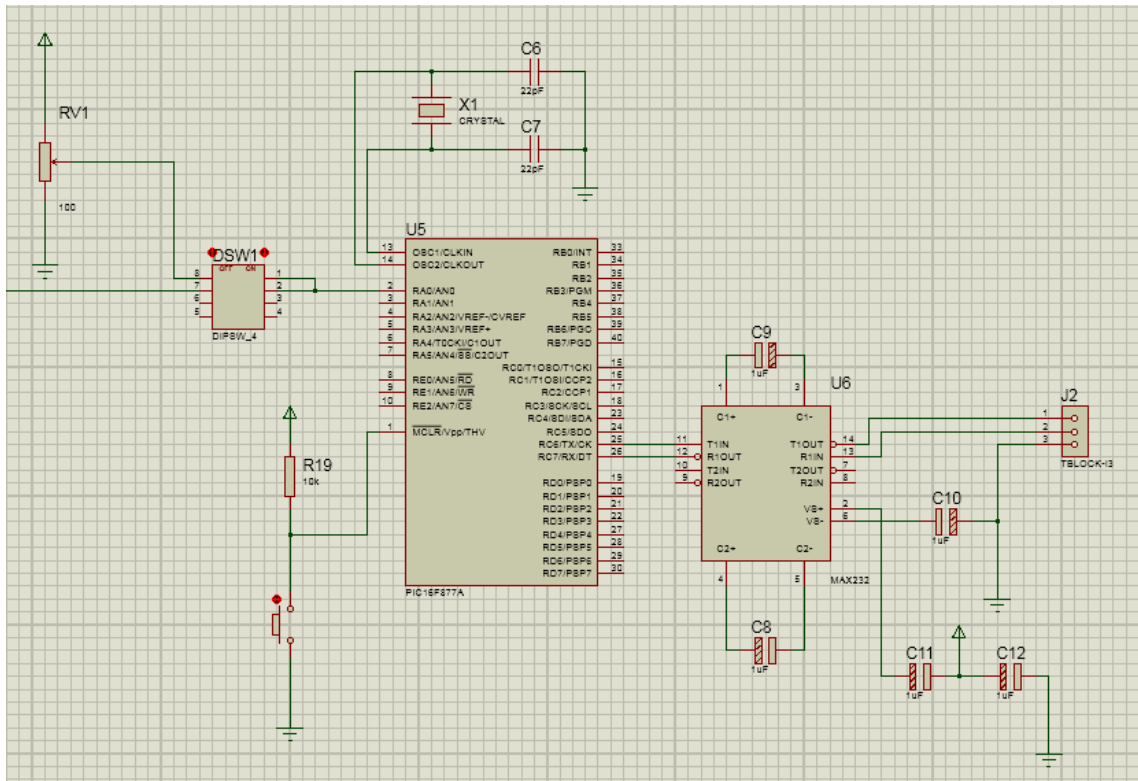 C6
22pF
X1
CRYSTAL
C7
22pF
RV1
100
DSW1
OFF ON
8 1
7 2
6 3
5 4
DIPSW_4
U5
13 OSC1/CLKIN RB0/INT 33
14 OSC2/CLKOUT RB1 34
RB2 35
2 RA0/AN0 RB3/PGM 36
3 RA1/AN1 RB4 37
4 RA2/AN2/VREF-/CVREF RB5 38
5 RA3/AN3/VREF+ RB6/PGC 39
6 RA4/T0CKI/C1OUT RB7/PGD 40
7 RA5/AN4/SS/C2OUT
RC0/T1OSO/T1CKI 15
8 RE0/AN5/RD RC1/T1OSI/CCP2 16
9 RE1/AN6/WR RC2/CCP1 17
10 RE2/AN7/CS RC3/SCK/SCL 18
RC4/SDI/SDA 23
1 MCLR/Vpp/THV RC5/SDO 24
RC6/TX/CK 25
RC7/RX/DT 26
RD0/PSP0 19
RD1/PSP1 20
RD2/PSP2 21
RD3/PSP3 22
RD4/PSP4 27
RD5/PSP5 28
RD6/PSP6 29
RD7/PSP7 30
PIC16F877A
R19
10k
C9
1uF
U6
1 3
C1+ C1-
11 T1IN T1OUT 14
12 R1OUT R1IN 13
10 T2IN T2OUT 7
9 R2OUT R2IN 8
VS+ 2
VS- 6
C2+ C2-
4 5
MAX232
C8
1uF
J2
1
2
3
TBLOCK-I3
C10
1uF
C11
1uF
C12
1uF